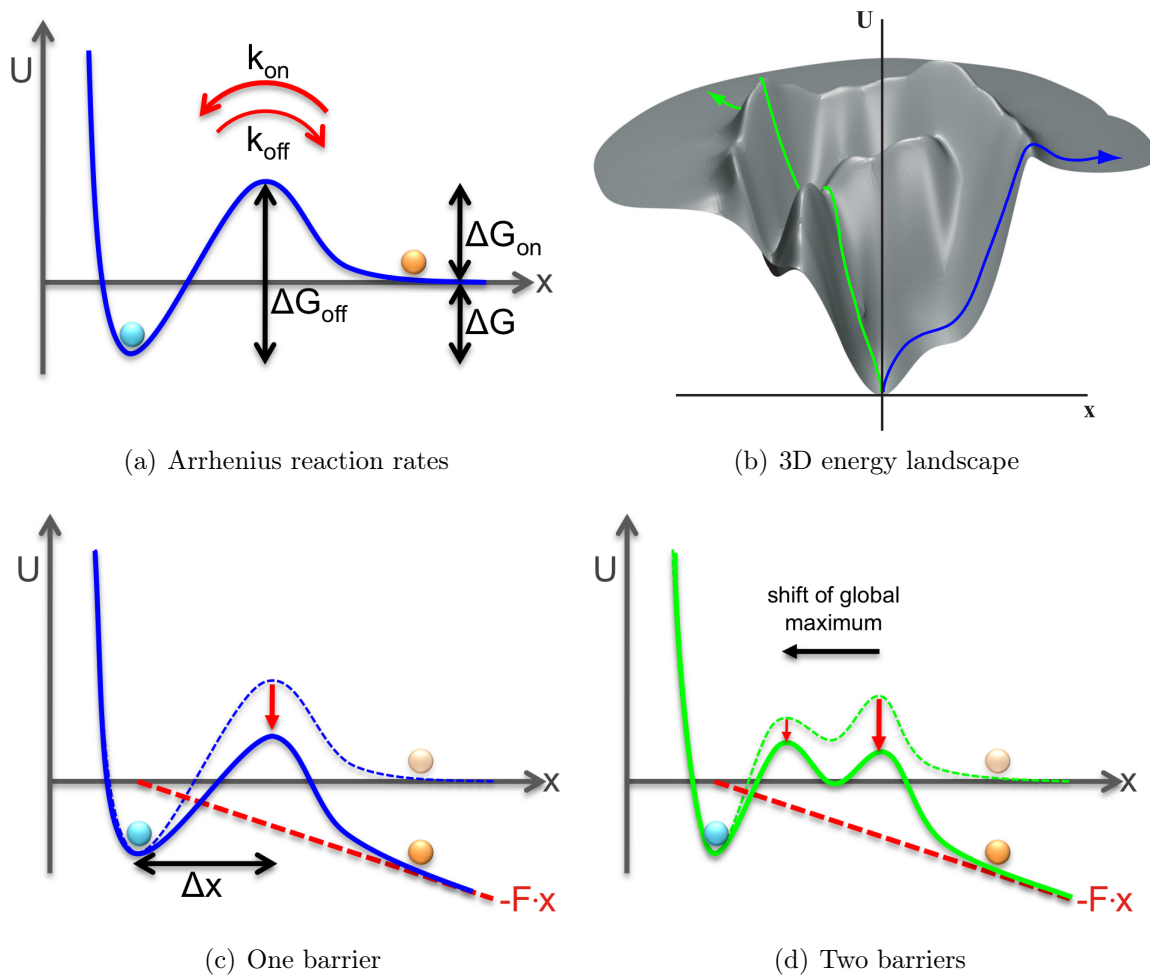 U
k_on
k_off
ΔG_on
x
ΔG_off
ΔG
(a) Arrhenius reaction rates
U
x
(b) 3D energy landscape
U
x
Δx
-F·x
(c) One barrier
U
shift of global
maximum
x
-F·x
(d) Two barriers